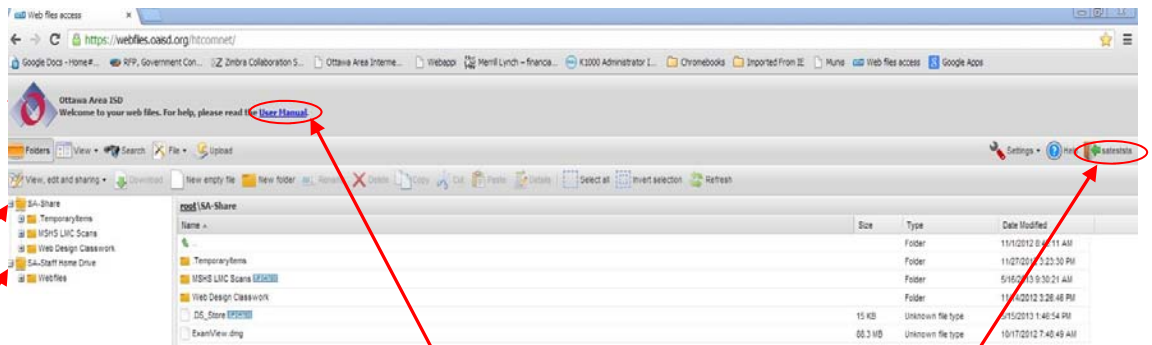 Web files access
https://webfiles.oaisd.org/htcomnet/
Google Docs - Home#... RFP, Government Con... Zimbra Collaboration S... Ottawa Area Interne... Webappi Merrill Lynch – financia... K1000 Administrator I... Chromebooks Imported From IE Munis Web files access Google Apps
Ottawa Area ISD
Welcome to your web files. For help, please read the User Manual.
Folders View Search File Upload Settings Help sateststa
View, edit and sharing Download New empty file New folder Rename Delete Copy Cut Paste Details Select all Invert selection Refresh
SA-Share
TemporaryItems
MSHS LMC Scans
Web Design Classwork
SA-Staff Home Drive
Webfiles
root\SA-Share
Name Size Type Date Modified
.. Folder 11/1/2012 AM
TemporaryItems Folder 11/27/2012 3:23:30 PM
MSHS LMC Scans Folder 5/16/2013 9:30:21 AM
Web Design Classwork Folder 3:26:46 PM
.DS_Store 15 KB Unknown file type 5/15/2013 1:46:54 PM
ExamView.dmg 88.3 MB Unknown file type 10/17/2012 7:48:49 AM